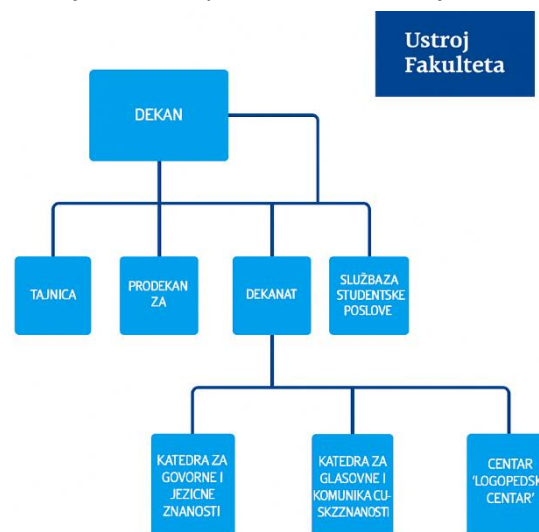 Ustroj
Fakulteta
DEKAN
TAJNICA
PRODEKAN
ZA
DEKANAT
SLUŽBAZA
STUDENTSKE
POSLOVE
KATEDRA ZA
GOVORNE I
JEZICNE
ZNANOSTI
KATEDRA ZA
GLASOVNE I
KOMUNIKA CU-
SKZZNANOSTI
CENTAR
'LOGOPEDSK
CENTAR'